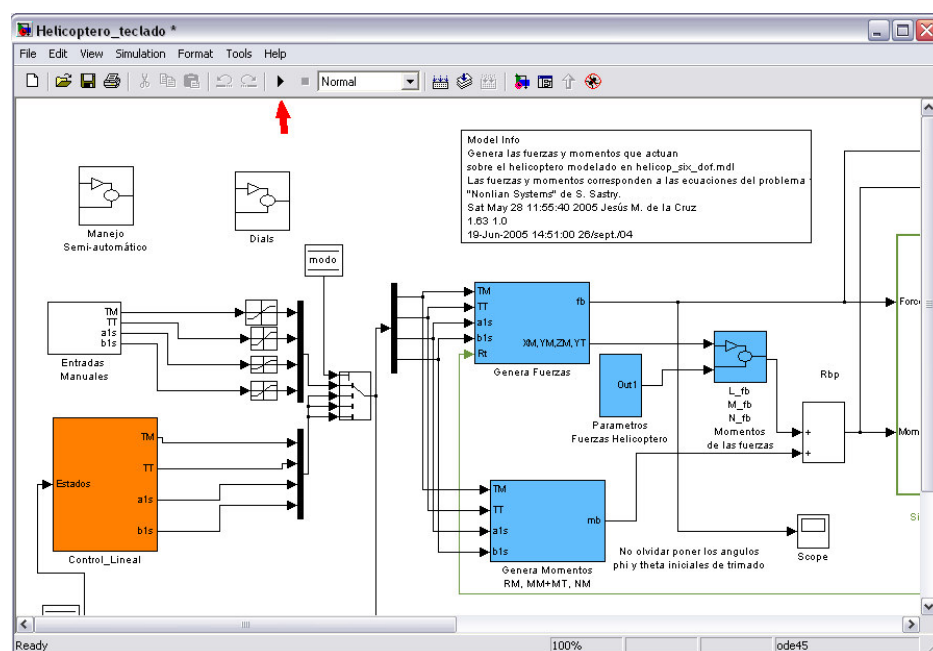 Helicoptero_teclado *
File Edit View Simulation Format Tools Help
Normal
Model Info
Genera las fuerzas y momentos que actuan
sobre el helicoptero modelado en helicop_six_dof.mdl
Las fuerzas y momentos corresponden a las ecuaciones del problema
"Nonlian Systems" de S. Sastry.
Sat May 28 11:55:40 2005 Jesús M. de la Cruz
1.63 1.0
19-Jun-2005 14:51:00 26/sept./04
Manejo
Semi-automático
Dials
modo
TM
TT
a1s
b1s
Entradas
Manuales
TM
TT
a1s
b1s
Rt
fb
XM,YM,ZM,YT
Genera Fuerzas
Out1
Parametros
Fuerzas Helicoptero
L_fb
M_fb
N_fb
Momentos
de las fuerzas
Rbp
+
+
Force
Mom
Si
Estados
TM
TT
a1s
b1s
Control_Lineal
TM
TT
a1s
b1s
mb
Genera Momentos
RM, MM+MT, NM
No olvidar poner los angulos
phi y theta iniciales de trimado
Scope
Ready
100%
ode45